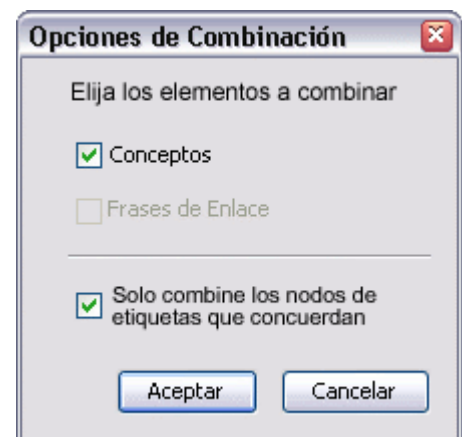 Opciones de Combinación
Elija los elementos a combinar
Conceptos
Frases de Enlace
Solo combine los nodos de
etiquetas que concuerdan
Aceptar Cancelar